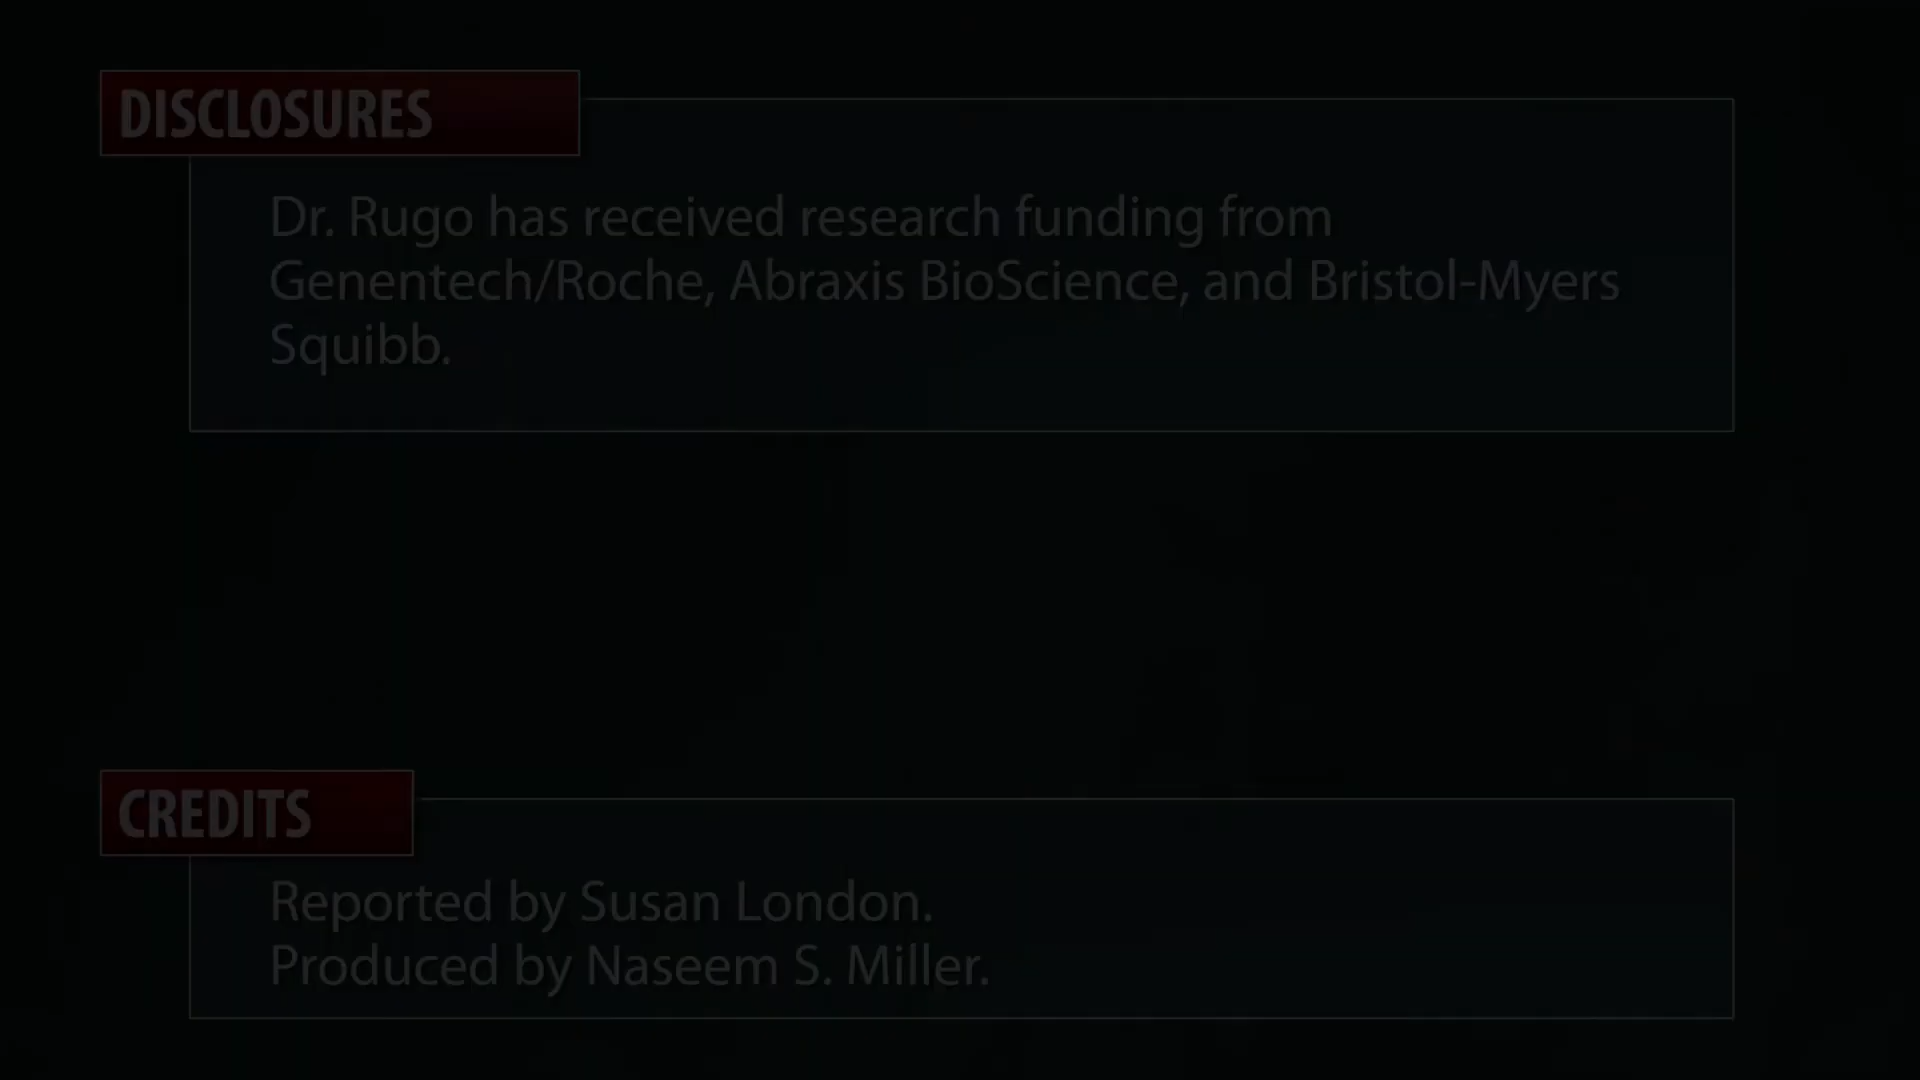 DISCLOSURES
Dr. Rugo has received research funding from
Genentech/Roche, Abraxis BioScience, and Bristol-Myers
Squibb.
CREDITS
Reported by Susan London.
Produced by Naseem S. Miller.